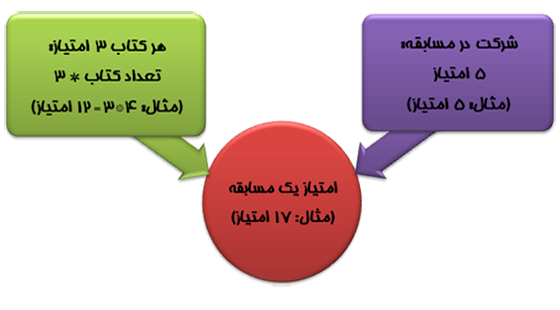 شرکت در مسابقه:
۵ امتیاز
(مثال: ۵ امتیاز)
هر کتاب ۳ امتیاز:
تعداد کتاب * ۳
(مثال: ۴*۳=۱۲ امتیاز)
امتیاز یک مسابقه
(مثال: ۱۷ امتیاز)